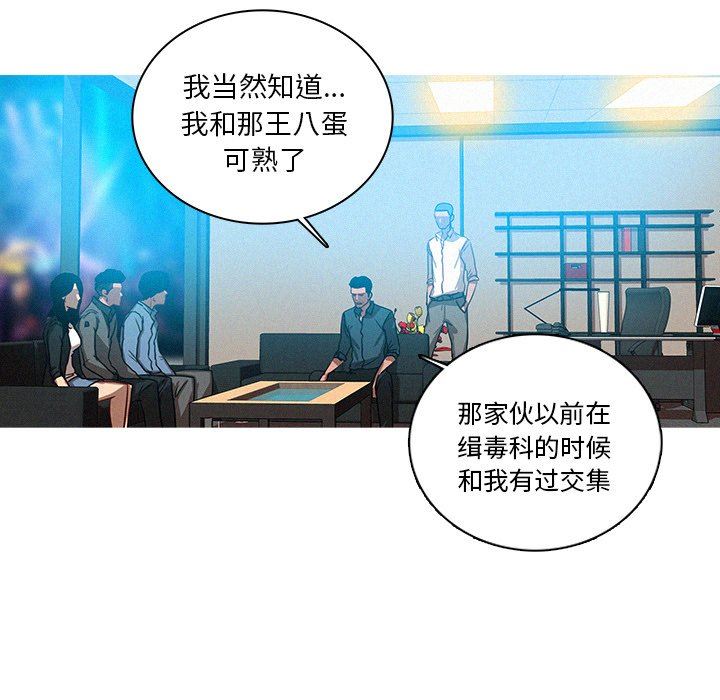 我当然知道...
我和那王八蛋
可熟了
那家伙以前在
缉毒科的时候
和我有过交集